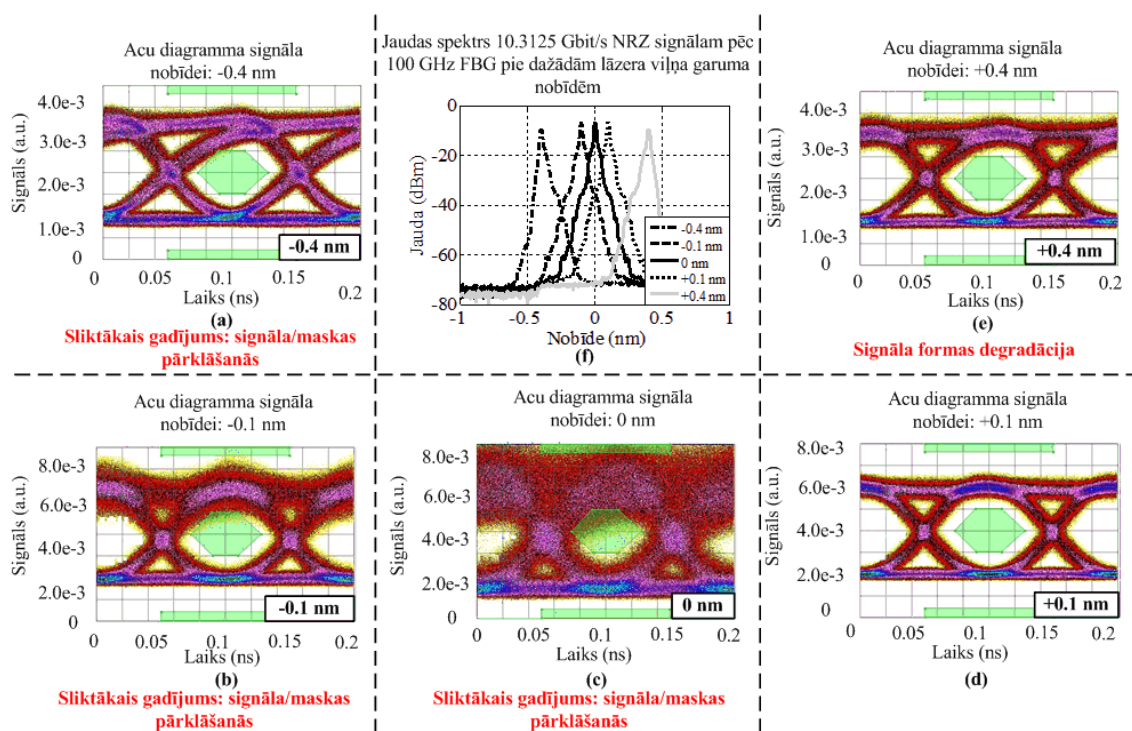 Acu diagramma signāla
nobīdei: -0.4 nm
Signāls (a.u.)
4.0e-3
3.0e-3
2.0e-3
1.0e-3
0
-0.4 nm
0
0.05
0.1
0.15
0.2
Laiks (ns)
(a)
Sliktākais gadījums: signāla/maskas
pārklāšanās
Jaudas spektrs 10.3125 Gbit/s NRZ signālam pēc
100 GHz FBG pie dažādām lāzera viļņa garuma
nobīdēm
Jauda (dBm)
0
-20
-40
-60
-80
-0.4 nm
-0.1 nm
0 nm
+0.1 nm
+0.4 nm
-1
-0.5
0
0.5
1
Nobīde (nm)
(f)
Acu diagramma signāla
nobīdei: +0.4 nm
Signāls (a.u.)
4.0e-3
3.0e-3
2.0e-3
1.0e-3
0
+0.4 nm
0
0.05
0.1
0.15
0.2
Laiks (ns)
(e)
Signāla formas degradācija
Acu diagramma signāla
nobīdei: -0.1 nm
Signāls (a.u.)
8.0e-3
6.0e-3
4.0e-3
2.0e-3
0
-0.1 nm
0
0.05
0.1
0.15
0.2
Laiks (ns)
(b)
Sliktākais gadījums: signāla/maskas
pārklāšanās
Acu diagramma signāla
nobīdei: 0 nm
Signāls (a.u.)
8.0e-3
6.0e-3
4.0e-3
2.0e-3
0
0 nm
0
0.05
0.1
0.15
0.2
Laiks (ns)
(c)
Sliktākais gadījums: signāla/maskas
pārklāšanās
Acu diagramma signāla
nobīdei: +0.1 nm
Signāls (a.u.)
8.0e-3
6.0e-3
4.0e-3
2.0e-3
0
+0.1 nm
0
0.05
0.1
0.15
0.2
Laiks (ns)
(d)